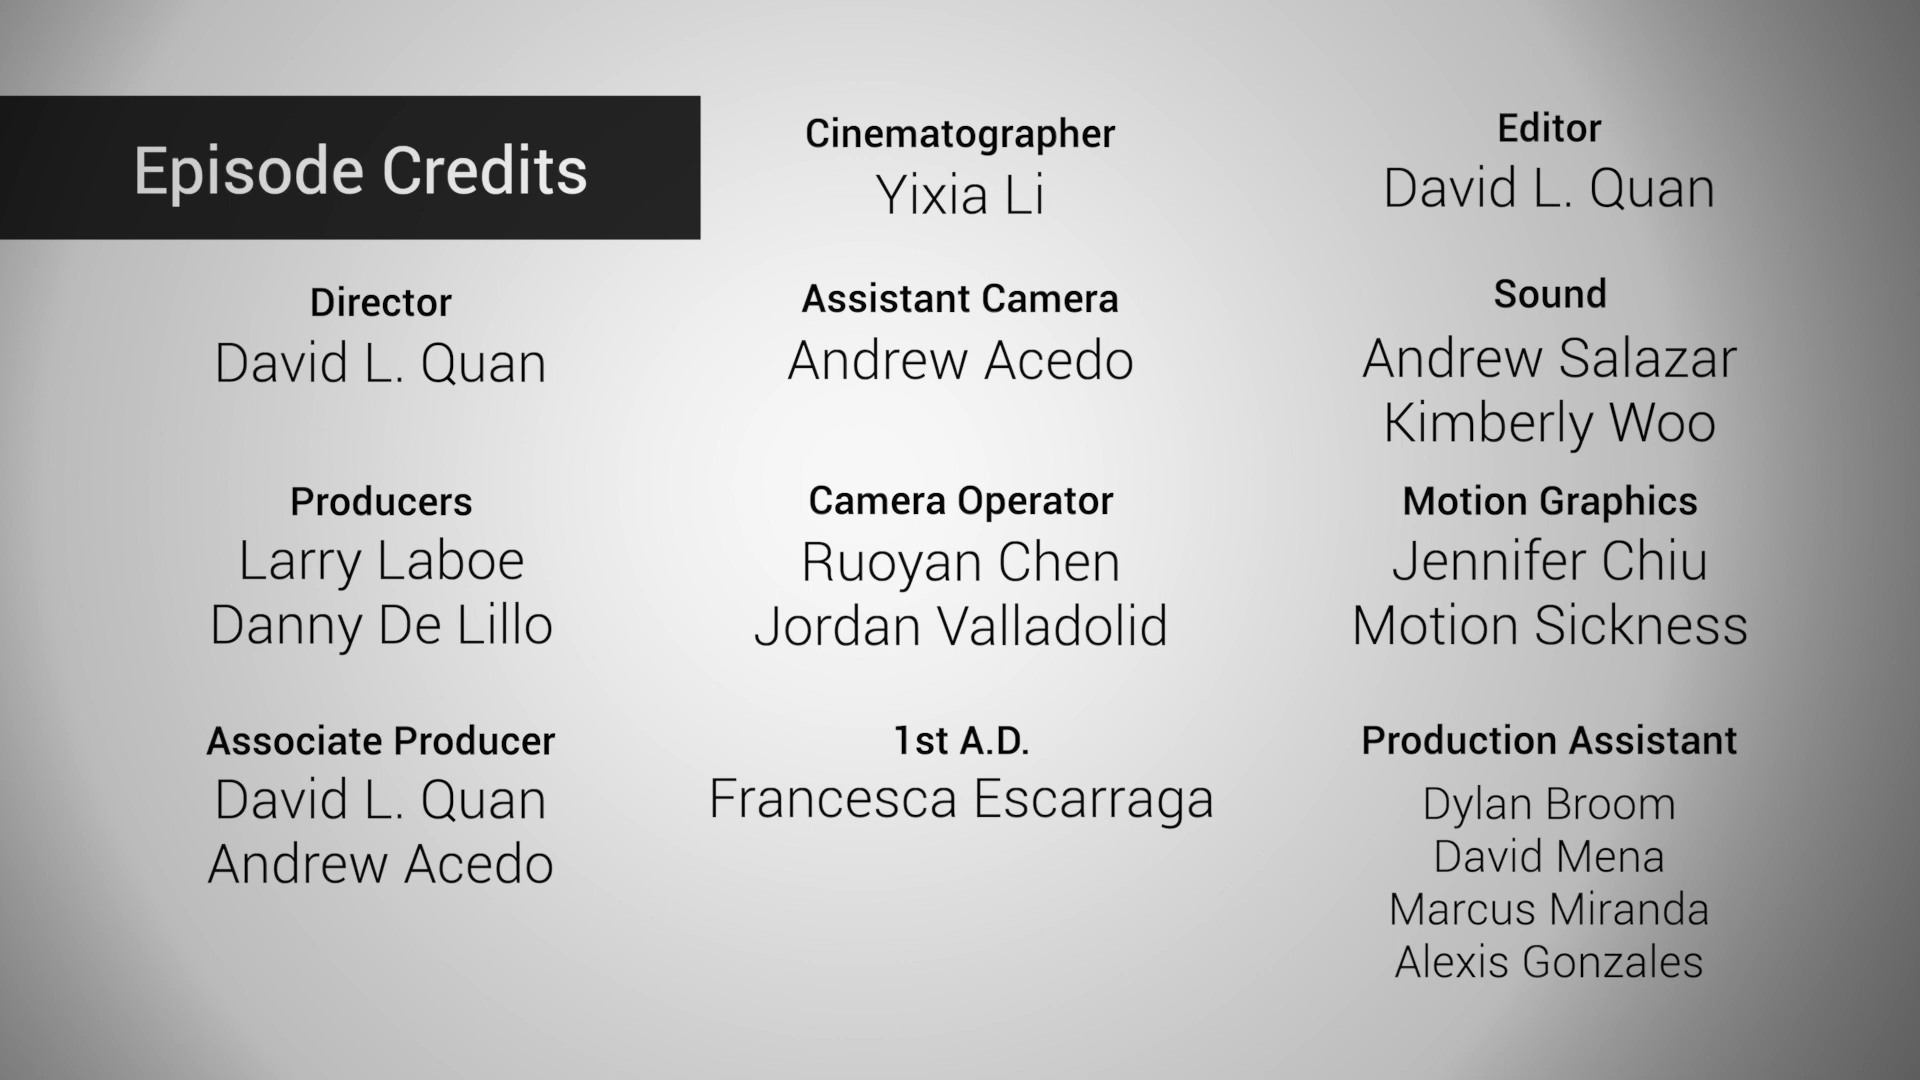 Episode Credits
Director
David L. Quan
Producers
Larry Laboe
Danny De Lillo
Associate Producer
David L. Quan
Andrew Acedo
Cinematographer
Yixia Li
Assistant Camera
Andrew Acedo
Camera Operator
Ruoyan Chen
Jordan Valladolid
1st A.D.
Francesca Escarraga
Editor
David L. Quan
Sound
Andrew Salazar
Kimberly Woo
Motion Graphics
Jennifer Chiu
Motion Sickness
Production Assistant
Dylan Broom
David Mena
Marcus Miranda
Alexis Gonzales